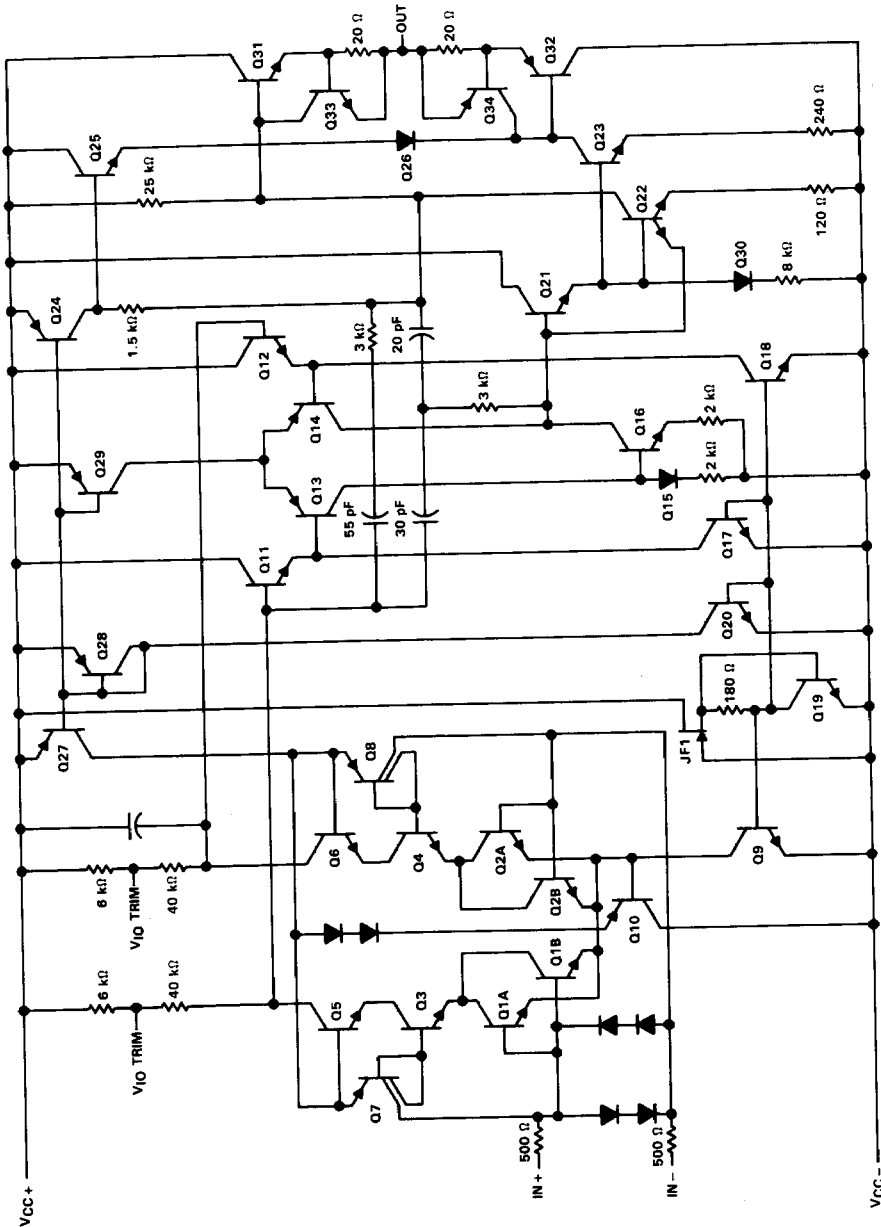 VCC+
6 kΩ
6 kΩ
VIO TRIM
VIO TRIM
40 kΩ
40 kΩ
Q27
Q28
Q29
Q24
1.5 kΩ
25 kΩ
Q25
Q31
20 Ω
OUT
20 Ω
Q33
Q34
Q32
Q26
Q5
Q6
Q7
Q8
Q3
Q4
Q1A
Q1B
Q2A
Q2B
Q10
Q11
Q12
Q13
Q14
55 pF
3 kΩ
30 pF
20 pF
3 kΩ
Q21
Q22
Q23
IN+
500 Ω
IN−
500 Ω
JF1
180 Ω
Q9
Q19
Q20
Q17
Q15
Q16
2 kΩ
2 kΩ
Q18
Q30
8 kΩ
120 Ω
240 Ω
VCC−